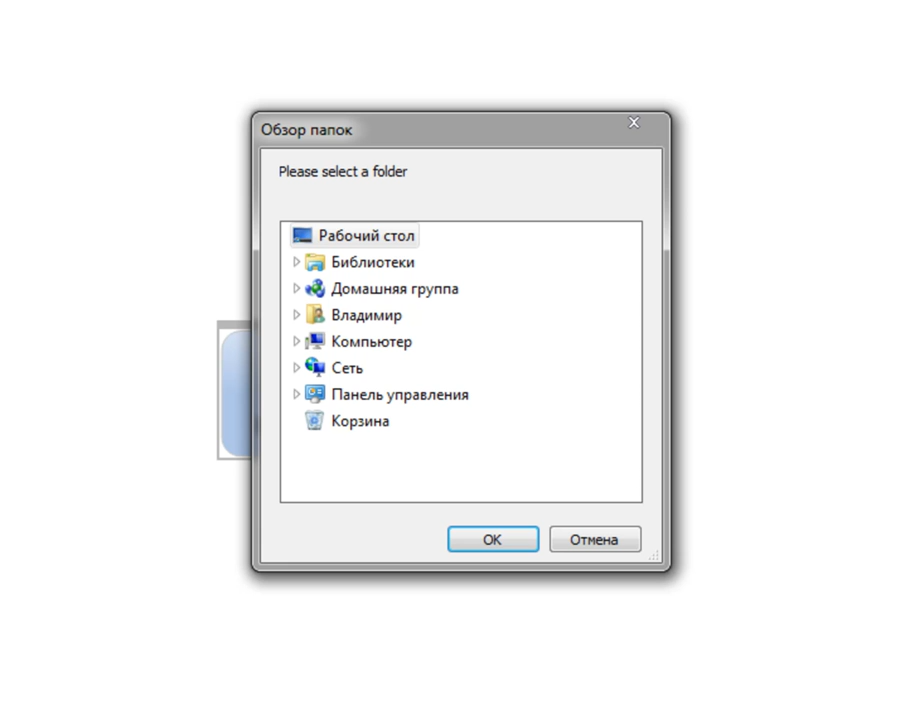 Обзор папок
Please select a folder
Рабочий стол
Библиотеки
Домашняя группа
Владимир
Компьютер
Сеть
Панель управления
Корзина
OK Отмена